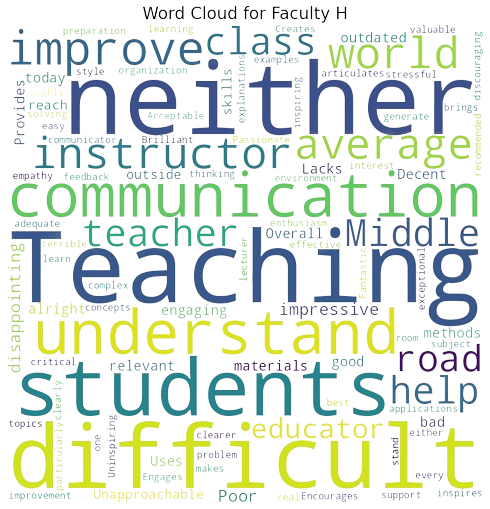 Word Cloud for Faculty H
preparation learning Creates valuable
improve class world outdated
style organization examples articulates stressful
today neither
highly solving reach Provides skills explanations inspiring generate brings discouraging
easy communicator Brilliant Acceptable Passionate recommended
instructor average
empathy feedback outside thinking Lacks interest Decent
environment
communication
adequate teacher enthusiasm Overall Middle
terrible effective
learn lecturer Fantastic exceptional
Teaching
complex
disappointing alright concepts engaging impressive methods
understand room subject
critical relevant materials good road
students help
particularly clearly best applications
topics one Uninspiring clearer educator bad either
problem stand
difficult
Uses makes every
Engages
improvement Unapproachable Poor real Encourages support inspires